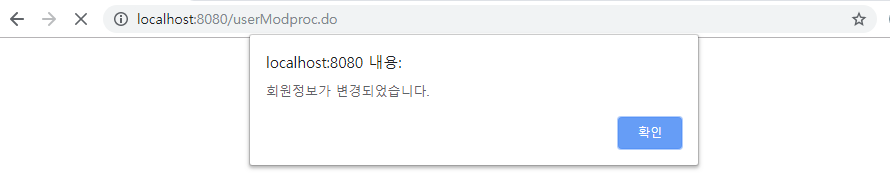 localhost:8080/userModproc.do
localhost:8080 내용:
회원정보가 변경되었습니다.
확인